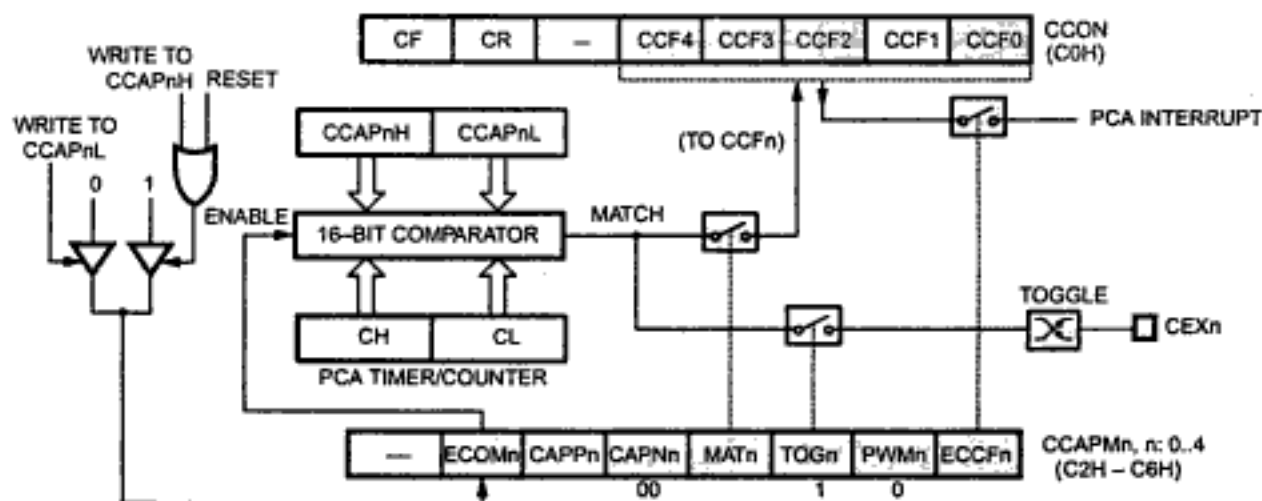 CF CR — CCF4 CCF3 CCF2 CCF1 CCF0
CCON
(C0H)
WRITE TO
CCAPnH RESET
WRITE TO
CCAPnL
0 1
CCAPnH CCAPnL
(TO CCFn)
PCA INTERRUPT
ENABLE
16–BIT COMPARATOR
MATCH
CH CL
PCA TIMER/COUNTER
TOGGLE
CEXn
— ECOMn CAPPn CAPNn MATn TOGn PWMn ECCFn
CCAPMn, n: 0..4
(C2H – C6H)
00 1 0